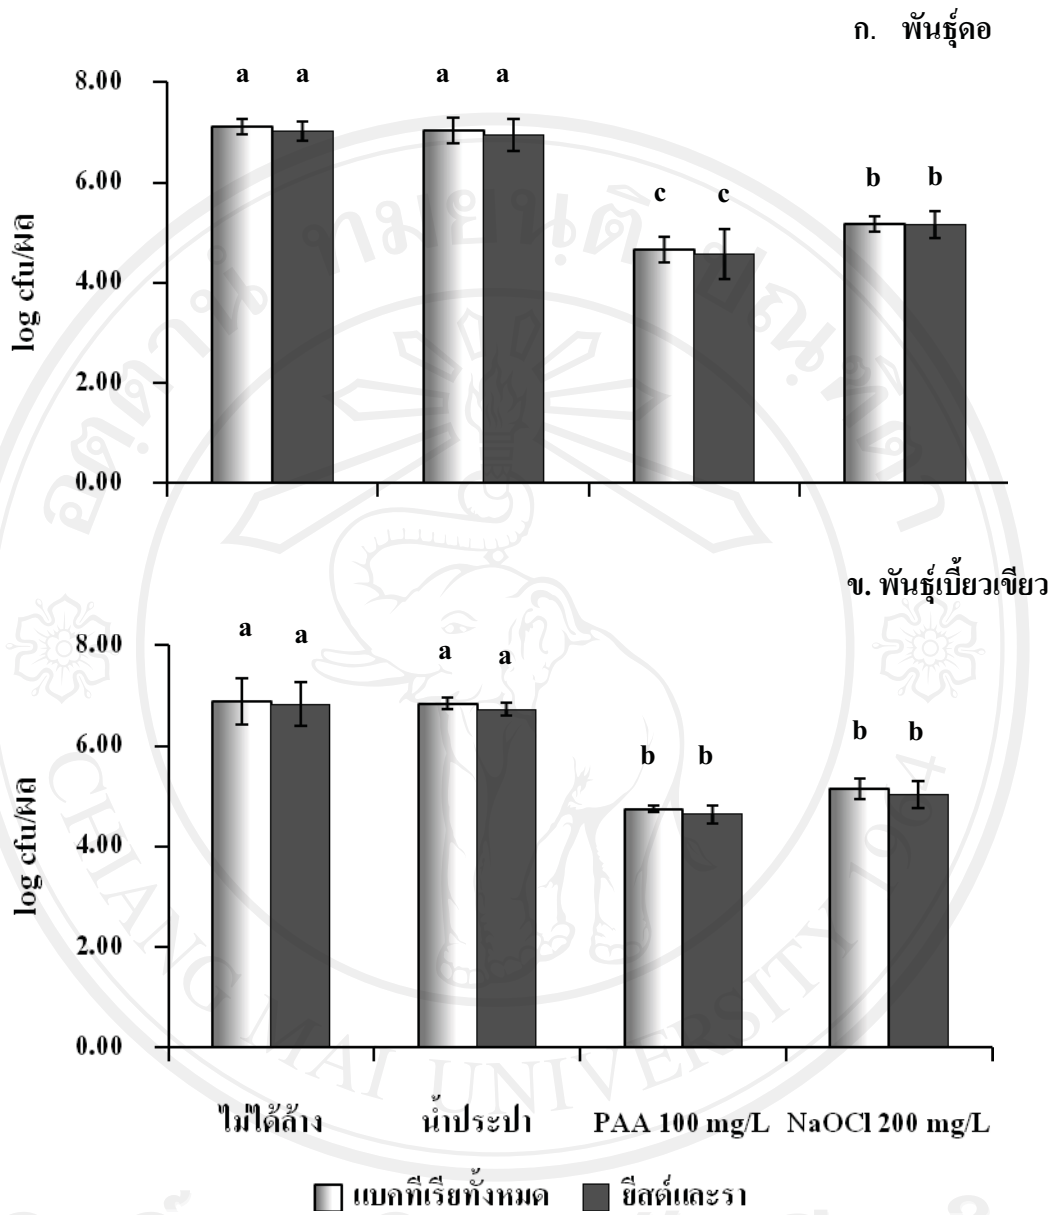 ก. พันธุ์ดอ
8.00 a a a a
6.00 c c b b
4.00
2.00
0.00
log cfu/ผล
ข. พันธุ์เบี้ยวเขียว
8.00 a a a a
6.00 b b b b
4.00
2.00
0.00
log cfu/ผล
ไม่ได้ล้าง น้ำประปา PAA 100 mg/L NaOCl 200 mg/L
แบคทีเรียทั้งหมด ยีสต์และรา
CHIANG MAI UNIVERSITY 1964